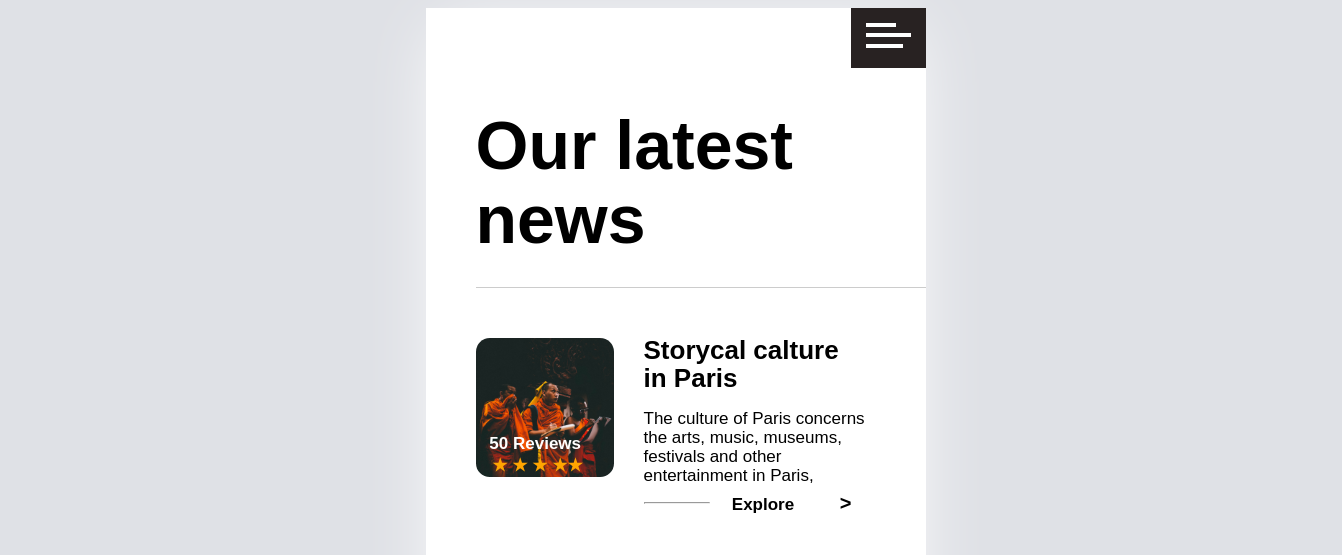 Our latest
news
Storycal calture
in Paris
The culture of Paris concerns
the arts, music, museums,
festivals and other
entertainment in Paris,
50 Reviews
Explore >